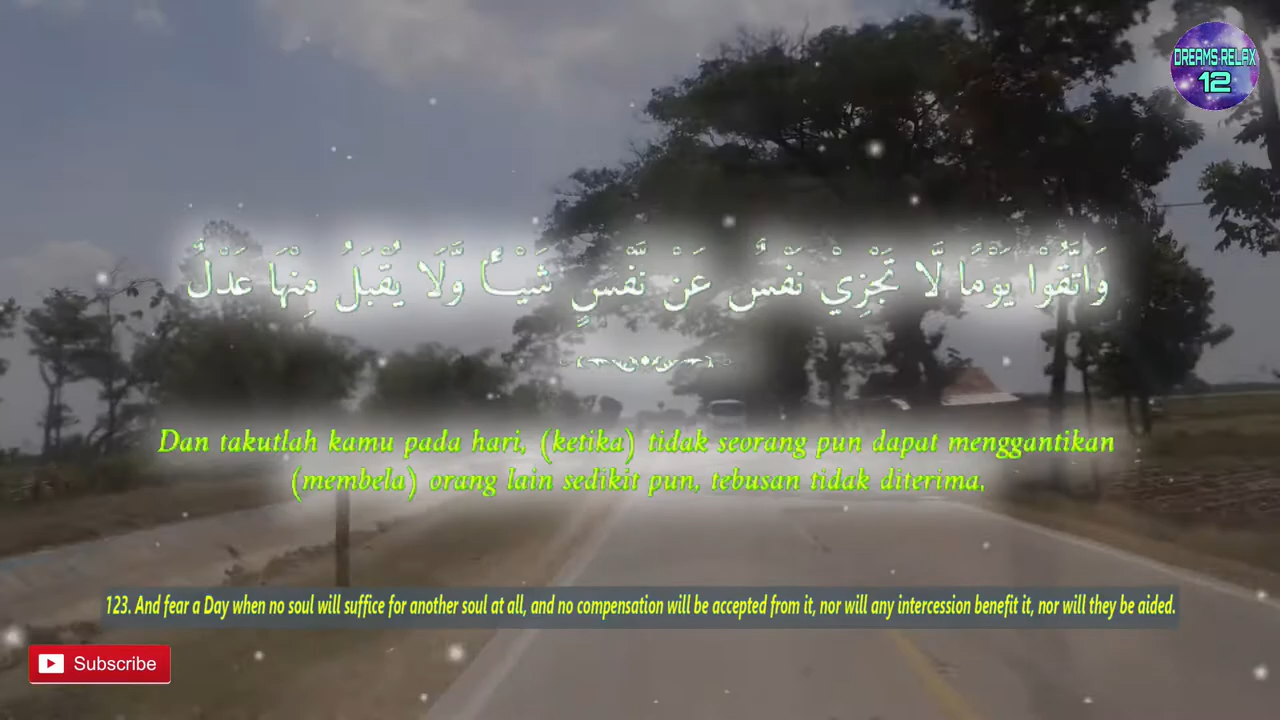 DREAMS RELAX
12
وَاتَّقُوْا يَوْمًا لَّا تَجْزِيْ نَفْسٌ عَنْ نَّفْسٍ شَيْـًٔا وَّلَا يُقْبَلُ مِنْهَا عَدْلٌ
Dan takutlah kamu pada hari, (ketika) tidak seorang pun dapat menggantikan
(membela) orang lain sedikit pun, tebusan tidak diterima,
123. And fear a Day when no soul will suffice for another soul at all, and no compensation will be accepted from it, nor will any intercession benefit it, nor will they be aided.
Subscribe